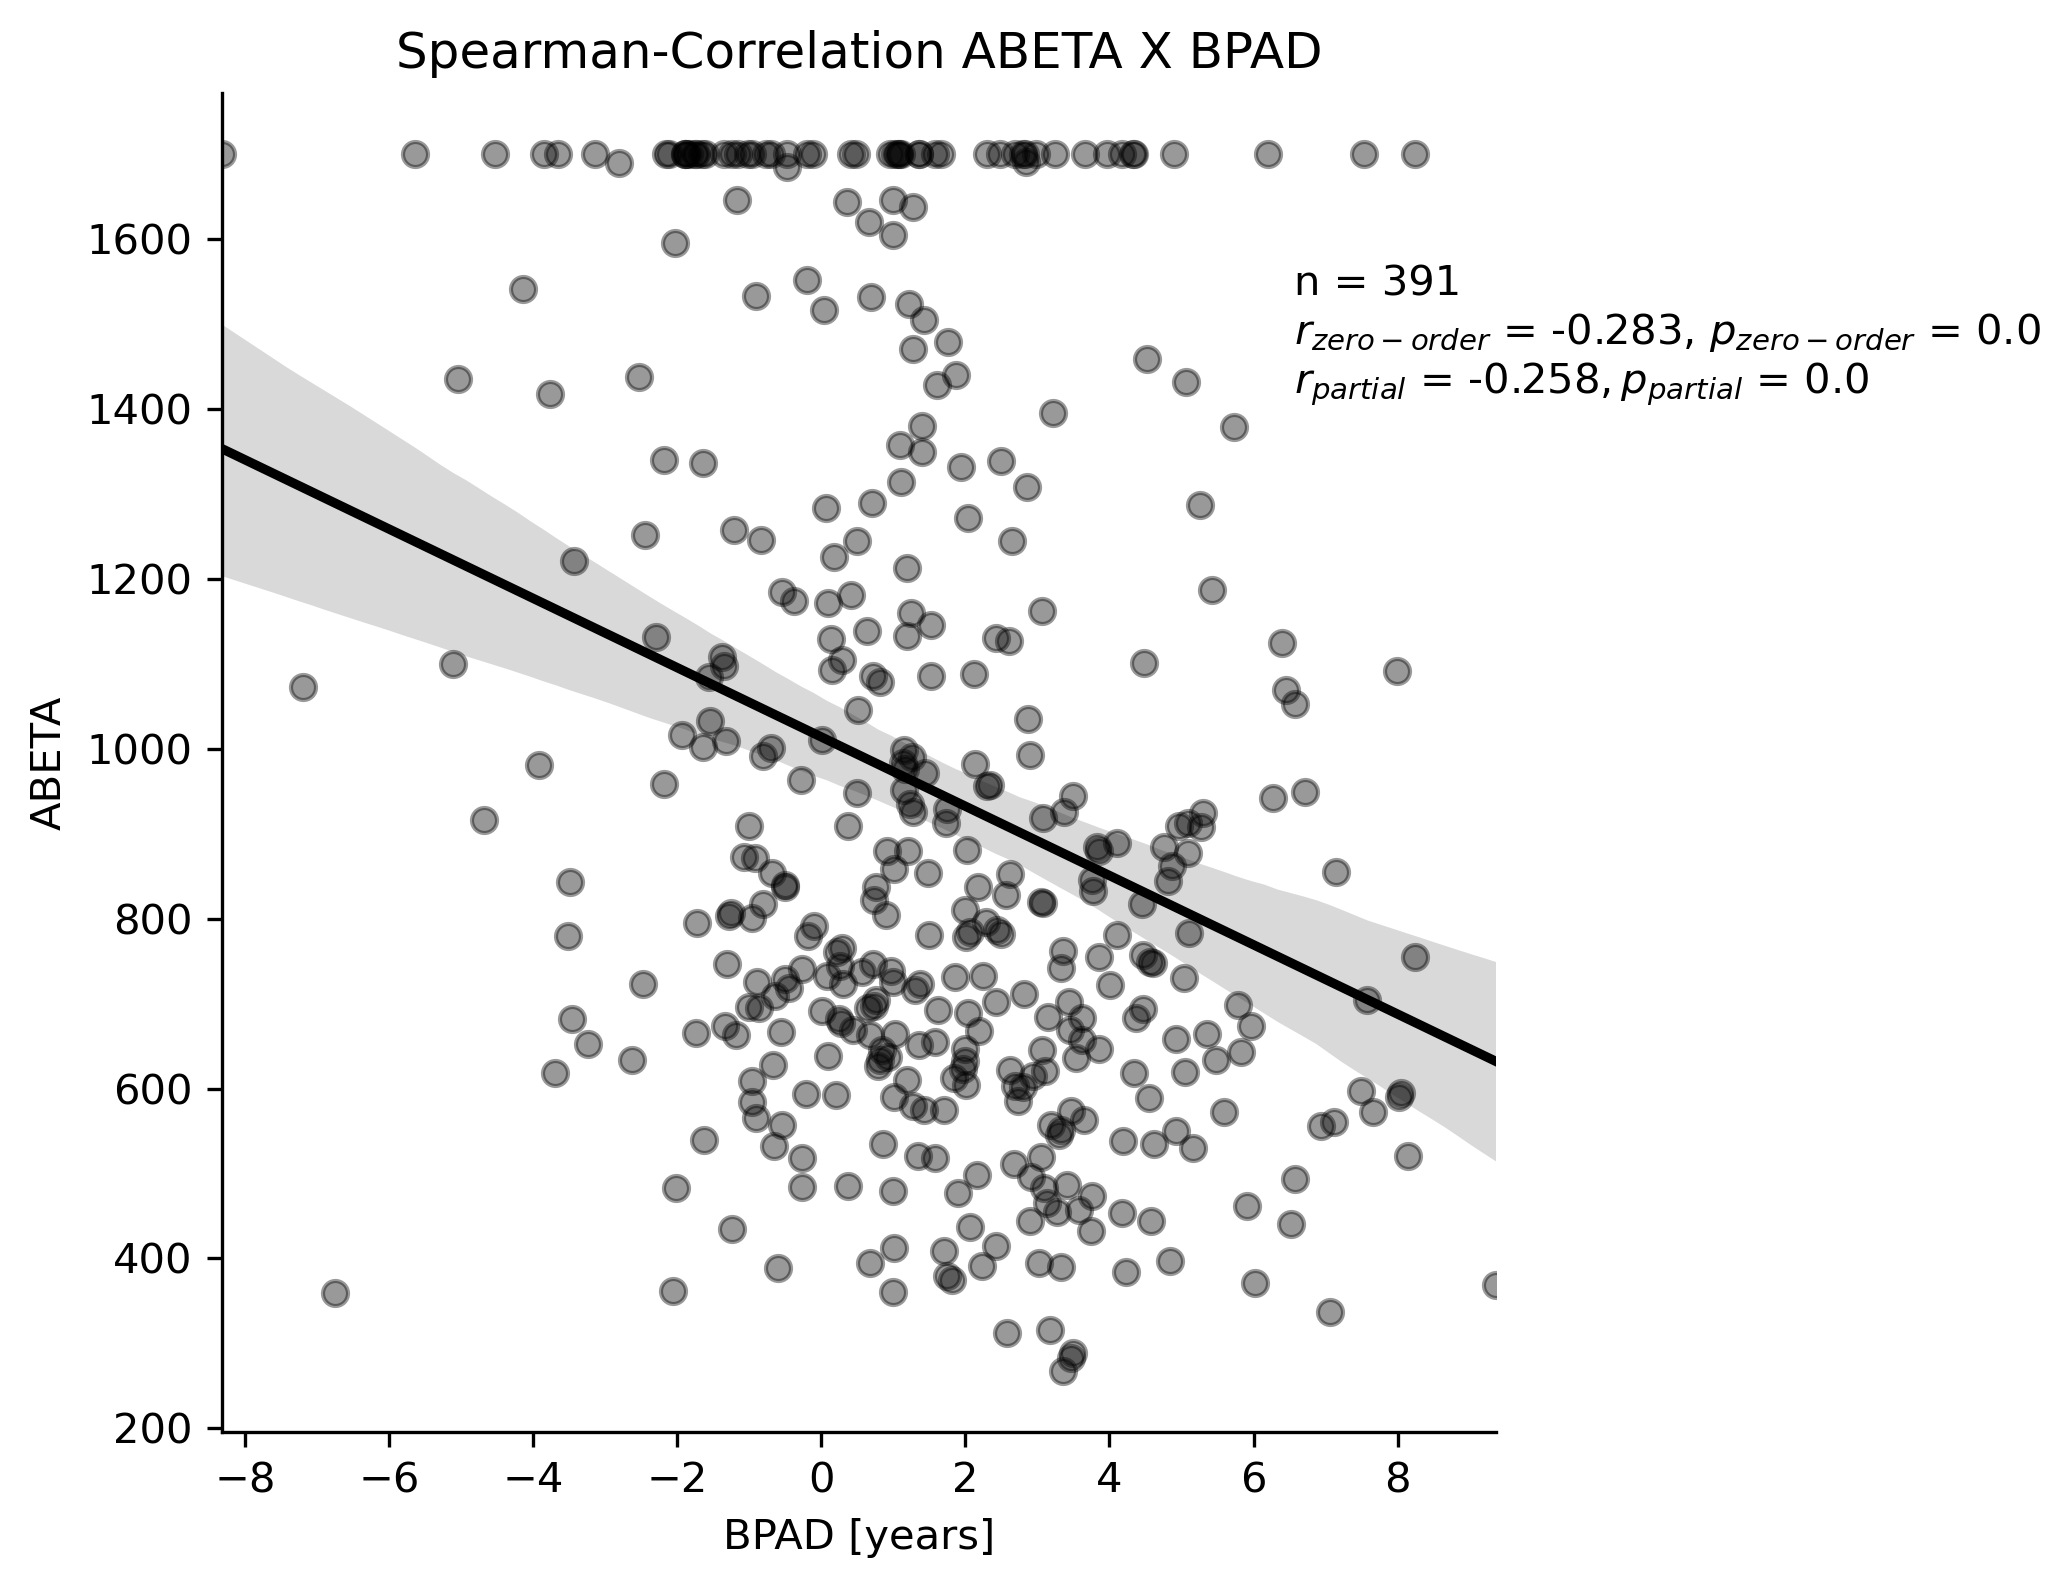 Spearman-Correlation ABETA X BPAD
1600
1400
1200
1000
800
600
400
200
ABETA
n = 391
r_zero−order = -0.283, p_zero−order = 0.0
r_partial = -0.258, p_partial = 0.0
−8 −6 −4 −2 0 2 4 6 8
BPAD [years]